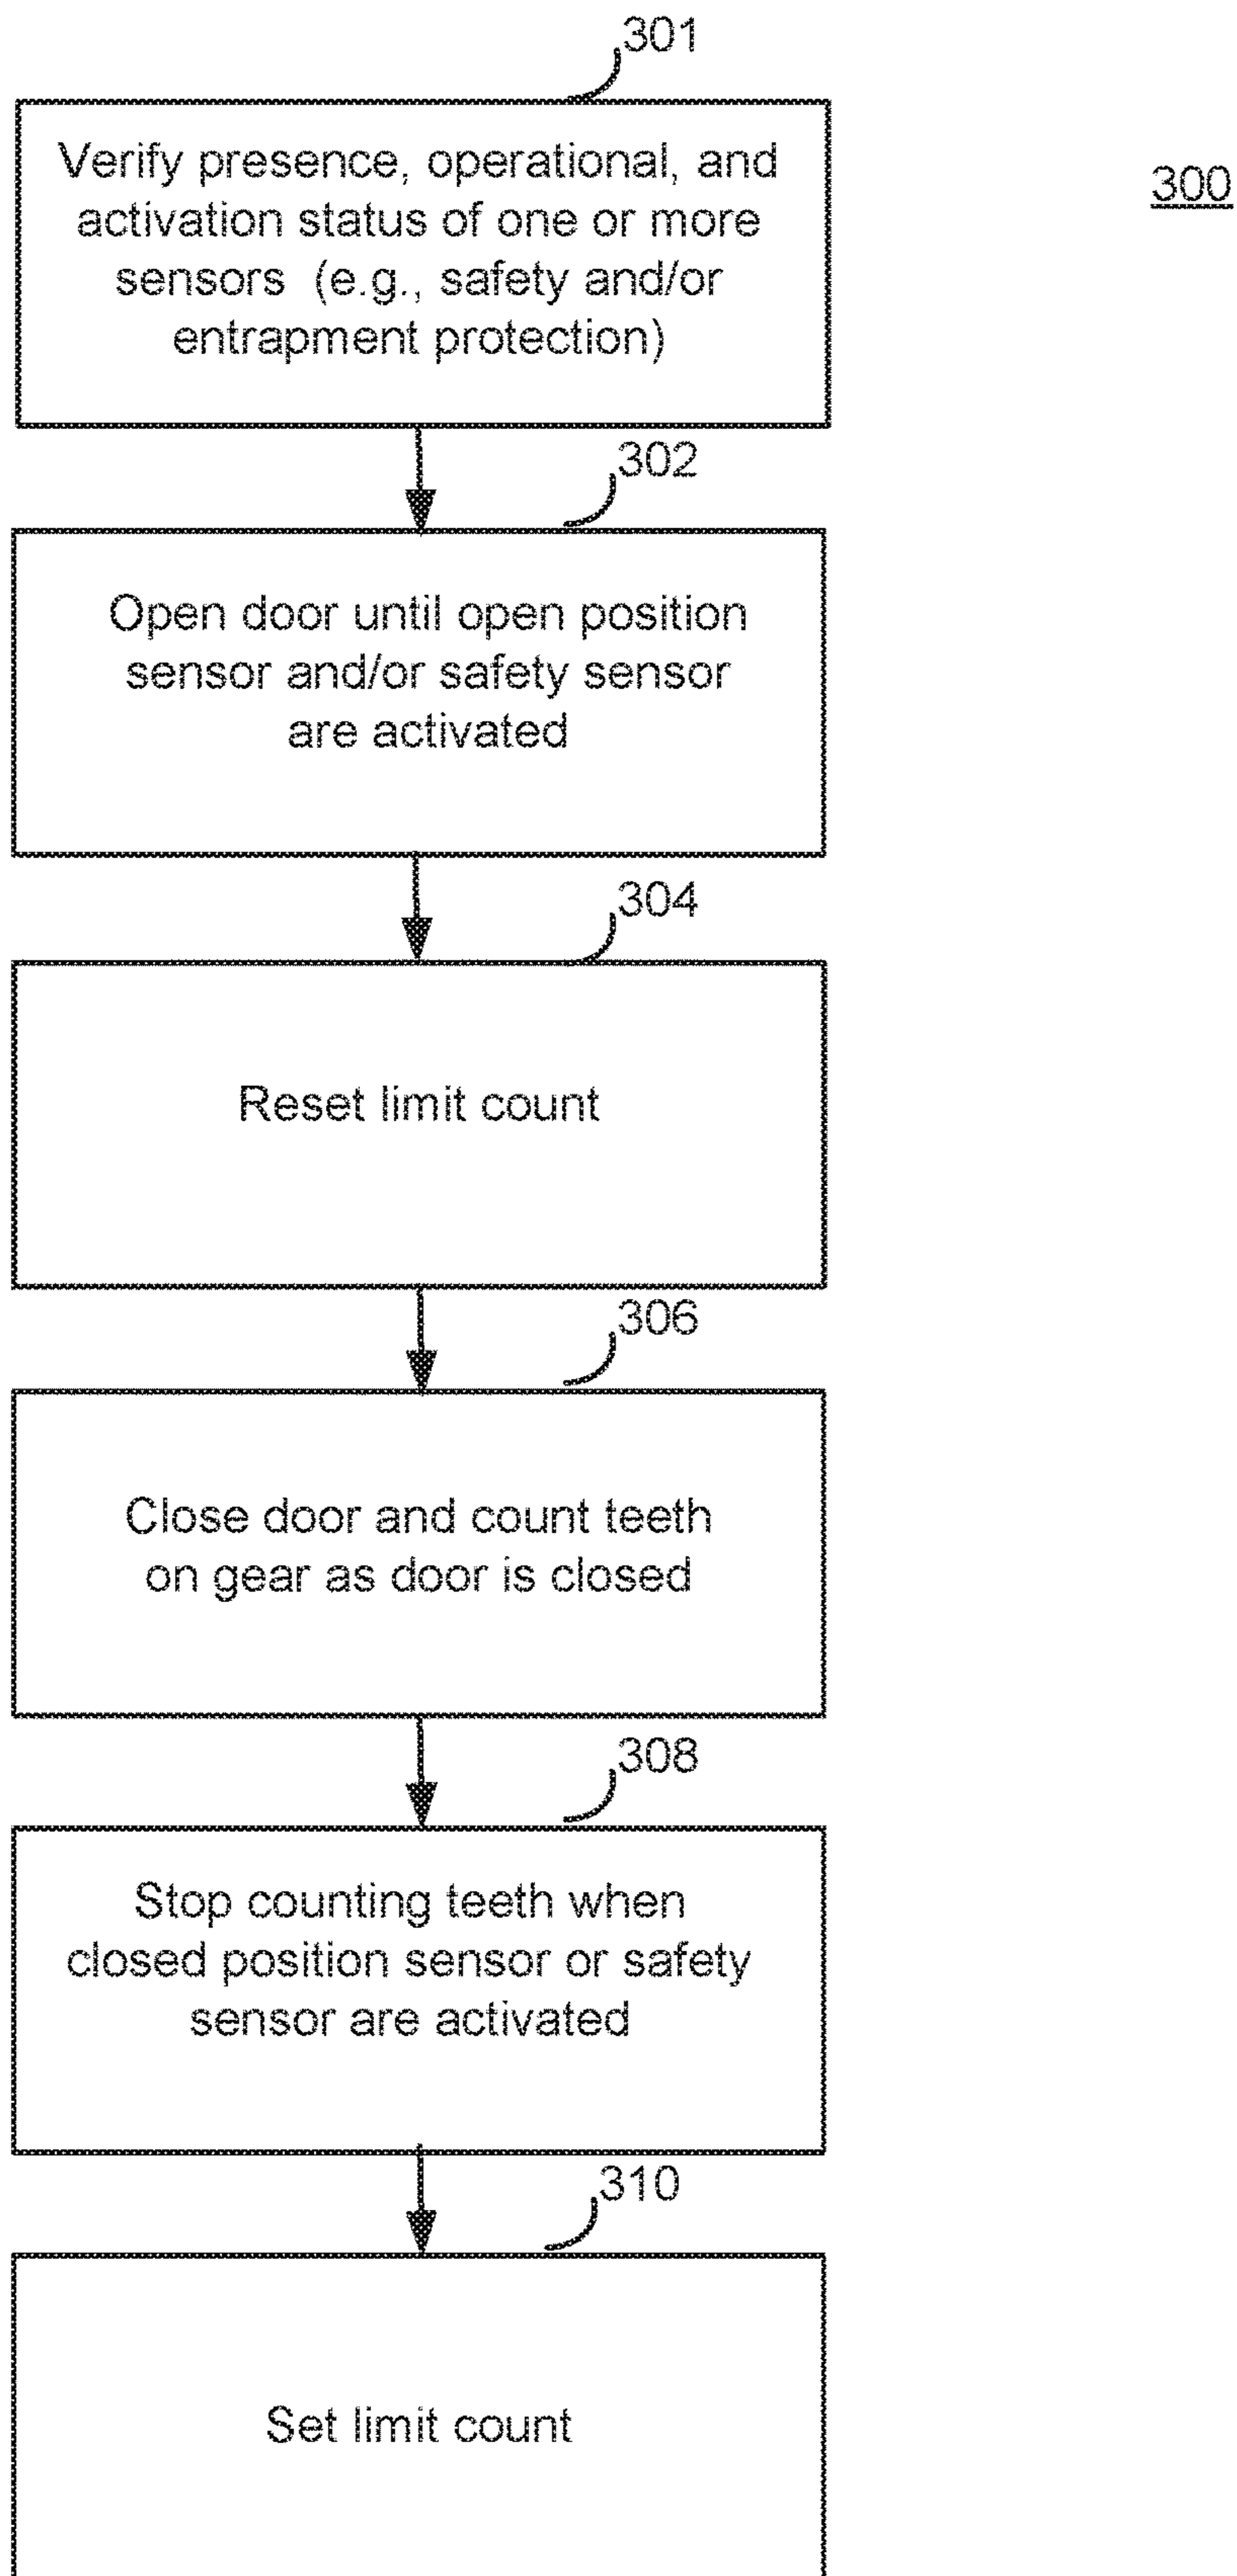 301
Verify presence, operational, and
activation status of one or more
sensors (e.g., safety and/or
entrapment protection)
300
302
Open door until open position
sensor and/or safety sensor
are activated
304
Reset limit count
306
Close door and count teeth
on gear as door is closed
308
Stop counting teeth when
closed position sensor or safety
sensor are activated
310
Set limit count